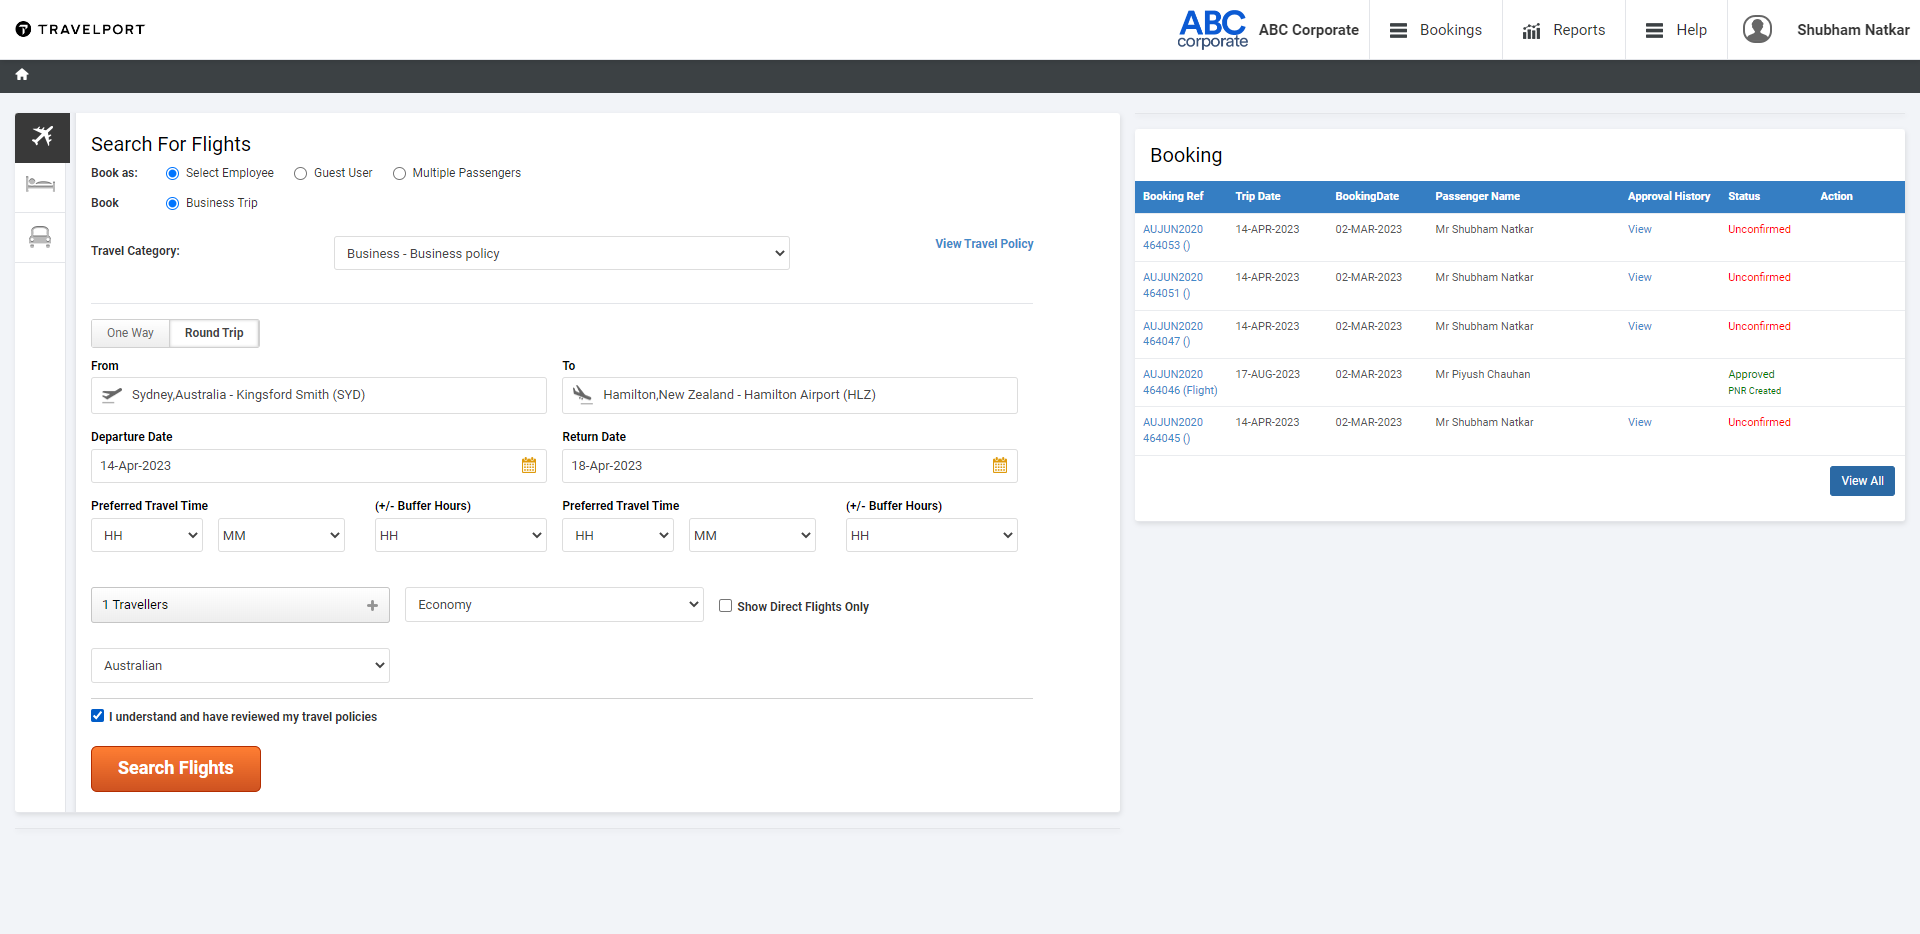 TRAVELPORT
ABC
corporate
ABC Corporate
Bookings
Reports
Help
Shubham Natkar
Search For Flights
Book as:
Select Employee
Guest User
Multiple Passengers
Book
Business Trip
Travel Category:
Business - Business policy
View Travel Policy
One Way
Round Trip
From
To
Sydney,Australia - Kingsford Smith (SYD)
Hamilton,New Zealand - Hamilton Airport (HLZ)
Departure Date
Return Date
14-Apr-2023
18-Apr-2023
Preferred Travel Time
(+/- Buffer Hours)
Preferred Travel Time
(+/- Buffer Hours)
HH
MM
HH
HH
MM
HH
1 Travellers
Economy
Show Direct Flights Only
Australian
I understand and have reviewed my travel policies
Search Flights
Booking
Booking Ref
Trip Date
BookingDate
Passenger Name
Approval History
Status
Action
AUJUN2020
464053 ()
14-APR-2023
02-MAR-2023
Mr Shubham Natkar
View
Unconfirmed
AUJUN2020
464051 ()
14-APR-2023
02-MAR-2023
Mr Shubham Natkar
View
Unconfirmed
AUJUN2020
464047 ()
14-APR-2023
02-MAR-2023
Mr Shubham Natkar
View
Unconfirmed
AUJUN2020
464046 (Flight)
17-AUG-2023
02-MAR-2023
Mr Piyush Chauhan
Approved
PNR Created
AUJUN2020
464045 ()
14-APR-2023
02-MAR-2023
Mr Shubham Natkar
View
Unconfirmed
View All